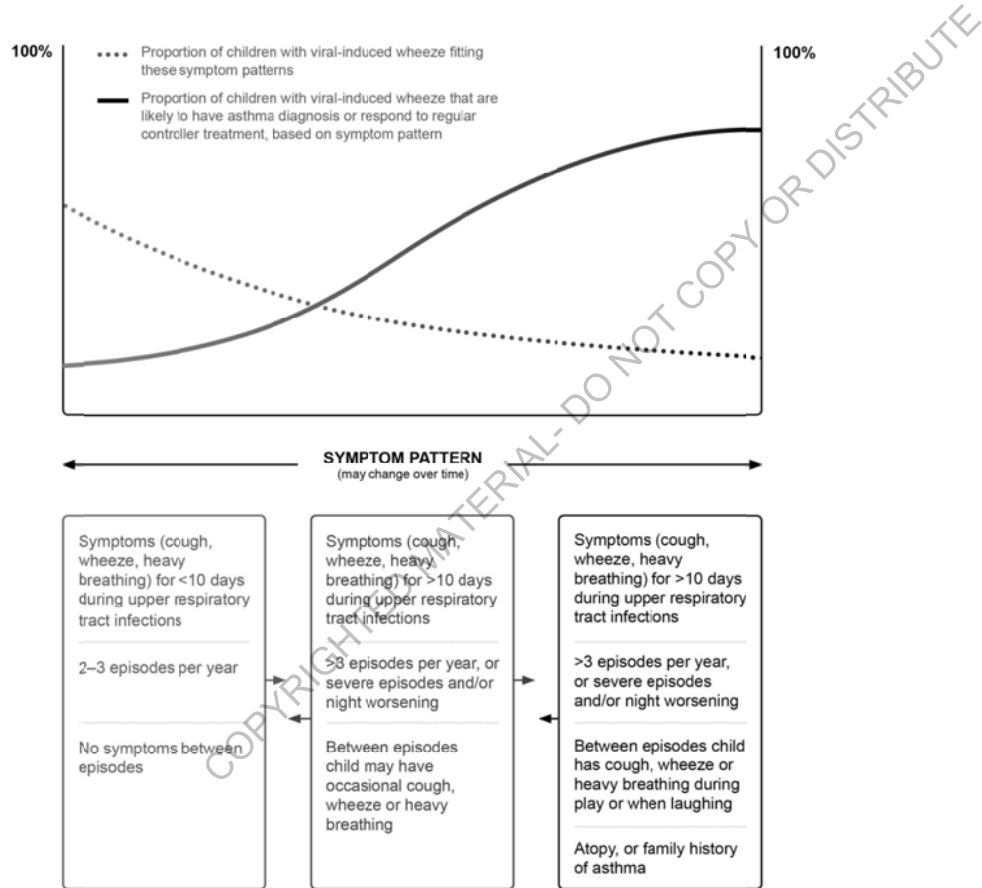 100%
Proportion of children with viral-induced wheeze fitting
these symptom patterns
Proportion of children with viral-induced wheeze that are
likely to have asthma diagnosis or respond to regular
controller treatment, based on symptom pattern
100%
SYMPTOM PATTERN
(may change over time)
Symptoms (cough,
wheeze, heavy
breathing) for <10 days
during upper respiratory
tract infections
2–3 episodes per year
No symptoms between
episodes
Symptoms (cough,
wheeze, heavy
breathing) for >10 days
during upper respiratory
tract infections
>3 episodes per year, or
severe episodes and/or
night worsening
Between episodes
child may have
occasional cough,
wheeze or heavy
breathing
Symptoms (cough,
wheeze, heavy
breathing) for >10 days
during upper respiratory
tract infections
>3 episodes per year,
or severe episodes
and/or night worsening
Between episodes child
has cough, wheeze or
heavy breathing during
play or when laughing
Atopy, or family history
of asthma
COPYRIGHTED MATERIAL- DO NOT COPY OR DISTRIBUTE